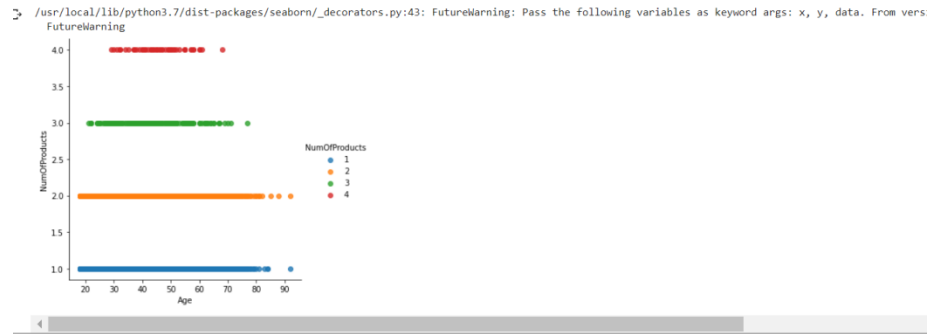 /usr/local/lib/python3.7/dist-packages/seaborn/_decorators.py:43: FutureWarning: Pass the following variables as keyword args: x, y, data. From vers
FutureWarning
4.0
3.5
3.0
2.5
2.0
1.5
1.0
NumOfProducts
20 30 40 50 60 70 80 90
Age
NumOfProducts
1
2
3
4